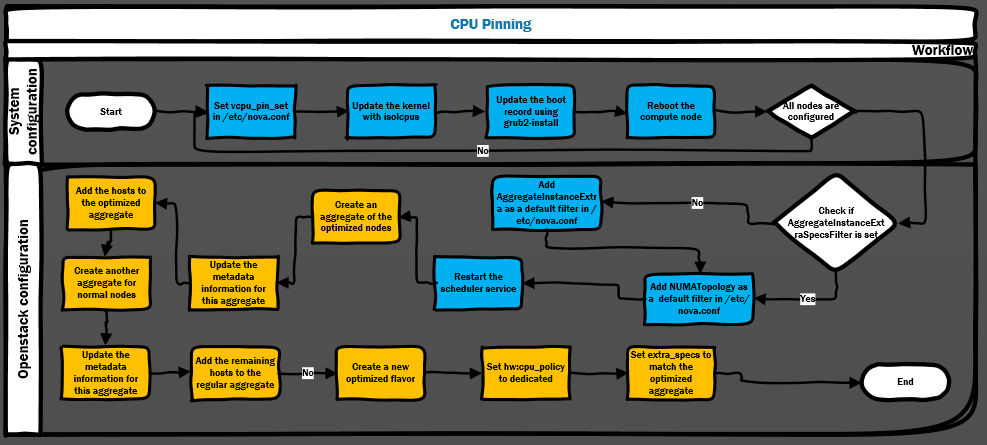 CPU Pinning
Workflow
System
configuration
Start
Set vcpu_pin_set
in /etc/nova.conf
Update the kernel
with isolcpus
Update the boot
record using
grub2-install
Reboot the
compute node
All nodes are
configured
No
Openstack configuration
Check if
AggregateInstanceExt
raSpecsFilter is set
No
Add
AggregateInstanceExtr
a as a default filter in /
etc/nova.conf
Yes
Add NUMATopology as
a default filter in /etc/
nova.conf
Restart the
scheduler service
Create an
aggregate of the
optimized nodes
Update the
metadata
information for
this aggregate
Add the hosts to
the optimized
aggregate
Create another
aggregate for
normal nodes
Update the
metadata
information for
this aggregate
Add the remaining
hosts to the
regular aggregate
No
Create a new
optimized flavor
Set hw:cpu_policy
to dedicated
Set extra_specs to
match the
optimized
aggregate
End